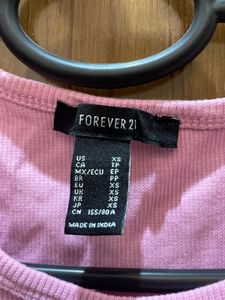 FOREVER 21
US XS
CA TP
MX/ECU EP
BR PP
EU XS
UK XS
KR XS
JP XS
CN 155/80A
MADE IN INDIA